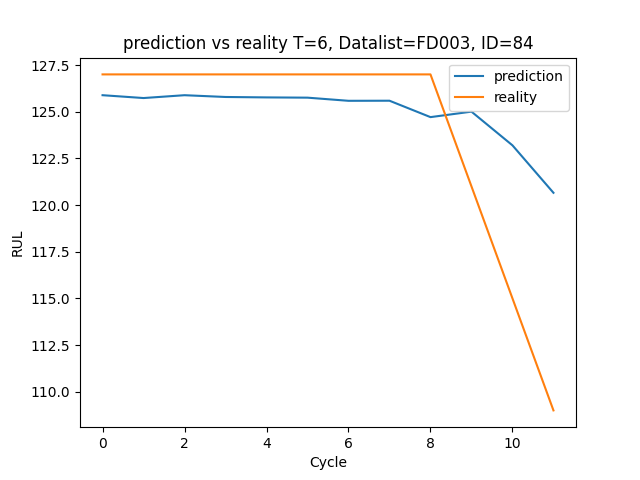 prediction vs reality T=6, Datalist=FD003, ID=84
127.5
125.0
122.5
120.0
117.5
115.0
112.5
110.0
RUL
prediction
reality
0 2 4 6 8 10
Cycle